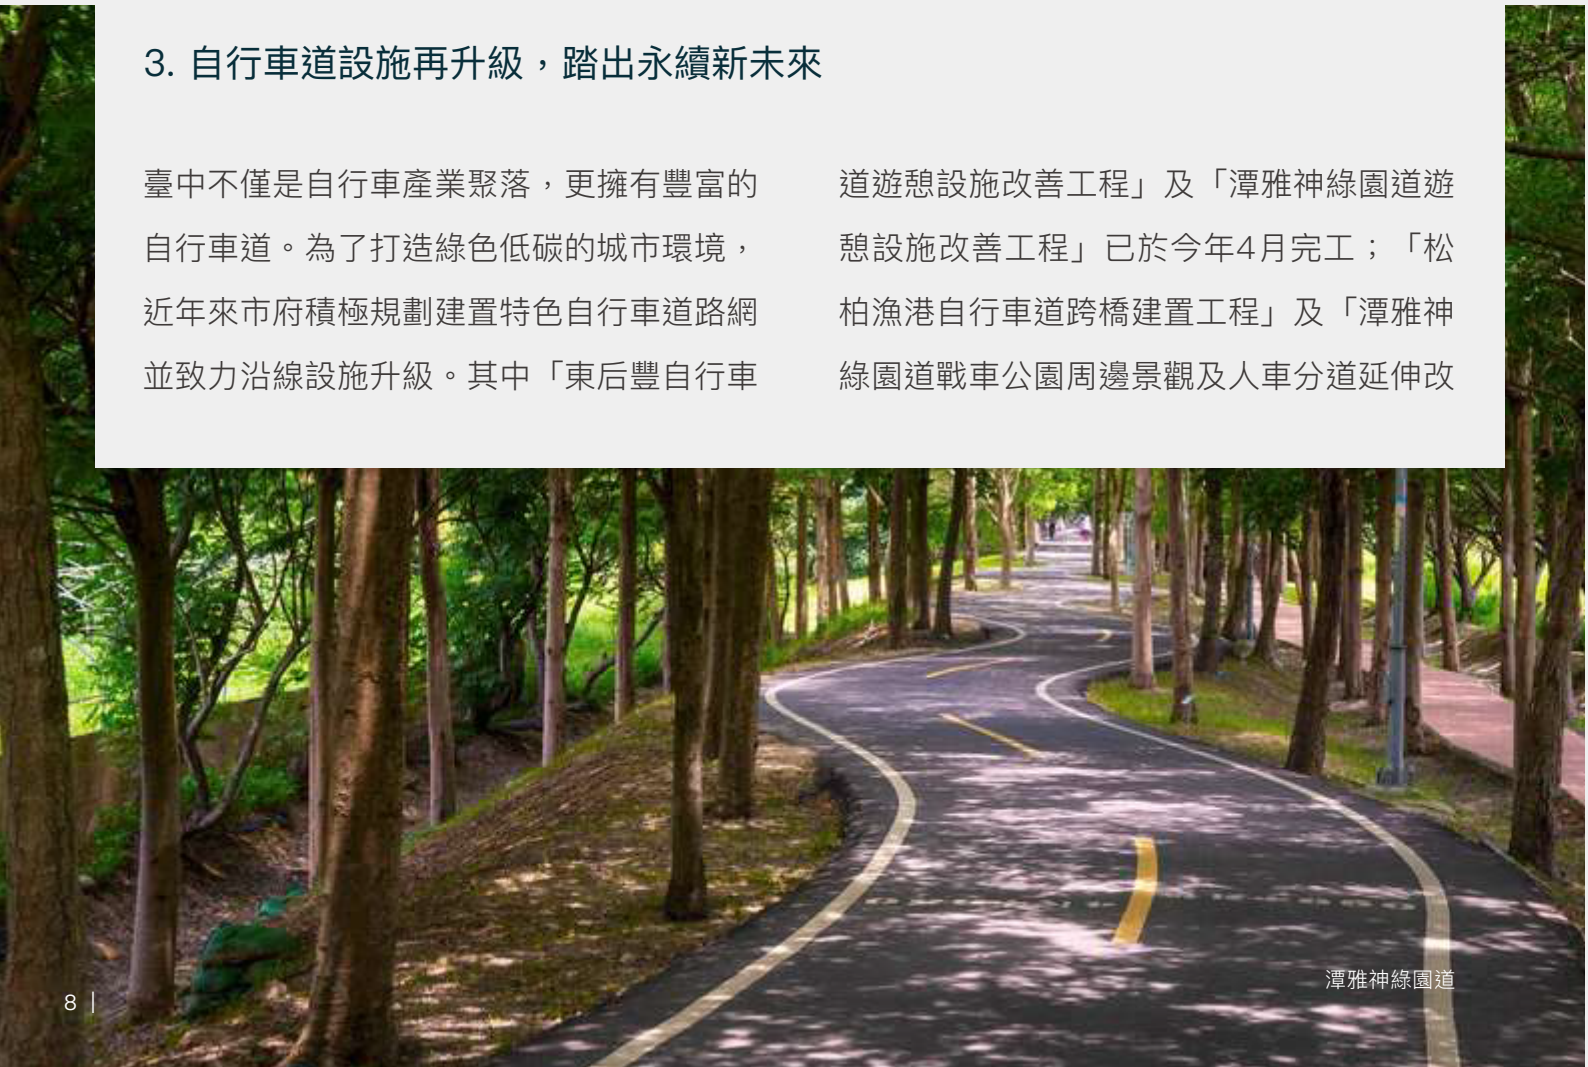 3. 自行車道設施再升級，踏出永續新未來
臺中不僅是自行車產業聚落，更擁有豐富的
自行車道。為了打造綠色低碳的城市環境，
近年來市府積極規劃建置特色自行車道路網
並致力沿線設施升級。其中「東后豐自行車
道遊憩設施改善工程」及「潭雅神綠園道遊
憩設施改善工程」已於今年4月完工；「松
柏漁港自行車道跨橋建置工程」及「潭雅神
綠園道戰車公園周邊景觀及人車分道延伸改
潭雅神綠園道
8 |